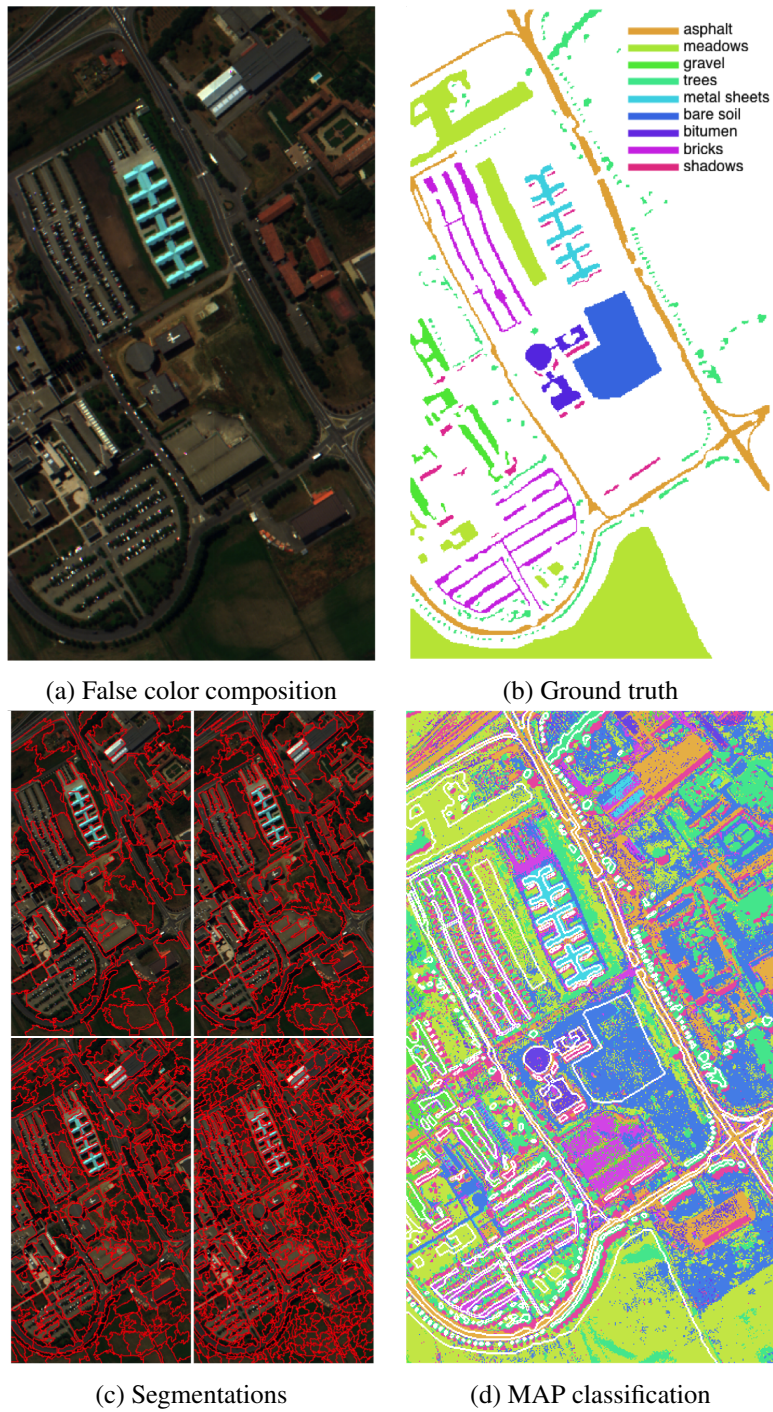 asphalt
meadows
gravel
trees
metal sheets
bare soil
bitumen
bricks
shadows
(a) False color composition
(b) Ground truth
(c) Segmentations
(d) MAP classification